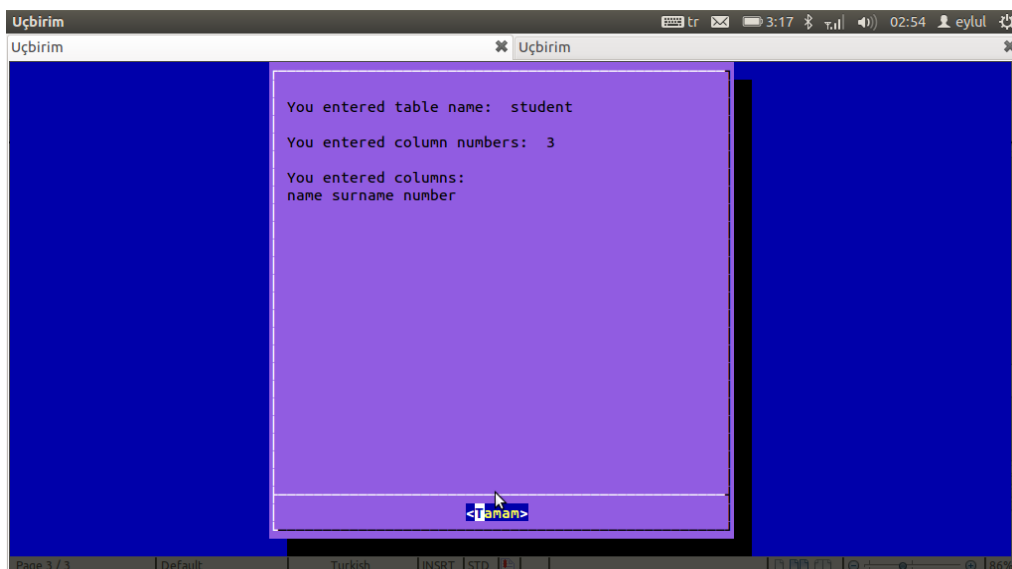 Uçbirim tr 3:17 02:54 eylul
Uçbirim Uçbirim
You entered table name: student
You entered column numbers: 3
You entered columns:
name surname number
<Tamam>
Page 3 / 3 Default Turkish INSRT STD 86%